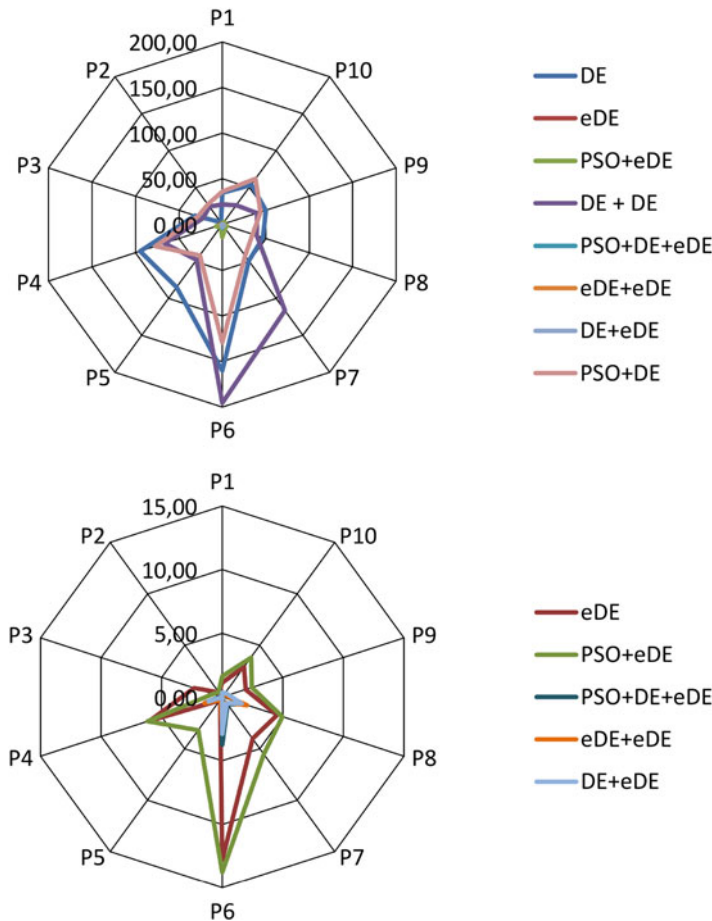 P1
200,00
P2
P10
150,00
100,00
P3
P9
50,00
0,00
P4
P8
P5
P7
P6
DE
eDE
PSO+eDE
DE + DE
PSO+DE+eDE
eDE+eDE
DE+eDE
PSO+DE
P1
15,00
P2
P10
10,00
P3
P9
5,00
0,00
P4
P8
P5
P7
P6
eDE
PSO+eDE
PSO+DE+eDE
eDE+eDE
DE+eDE